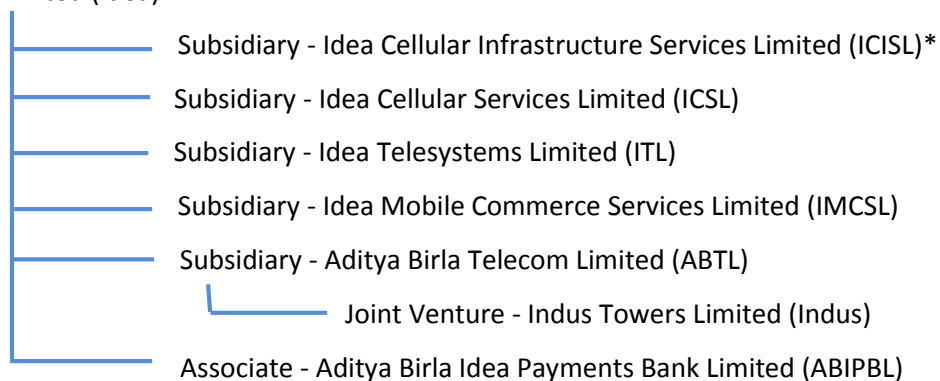 Subsidiary - Idea Cellular Infrastructure Services Limited (ICISL)*
Subsidiary - Idea Cellular Services Limited (ICSL)
Subsidiary - Idea Telesystems Limited (ITL)
Subsidiary - Idea Mobile Commerce Services Limited (IMCSL)
Subsidiary - Aditya Birla Telecom Limited (ABTL)
Joint Venture - Indus Towers Limited (Indus)
Associate - Aditya Birla Idea Payments Bank Limited (ABIPBL)